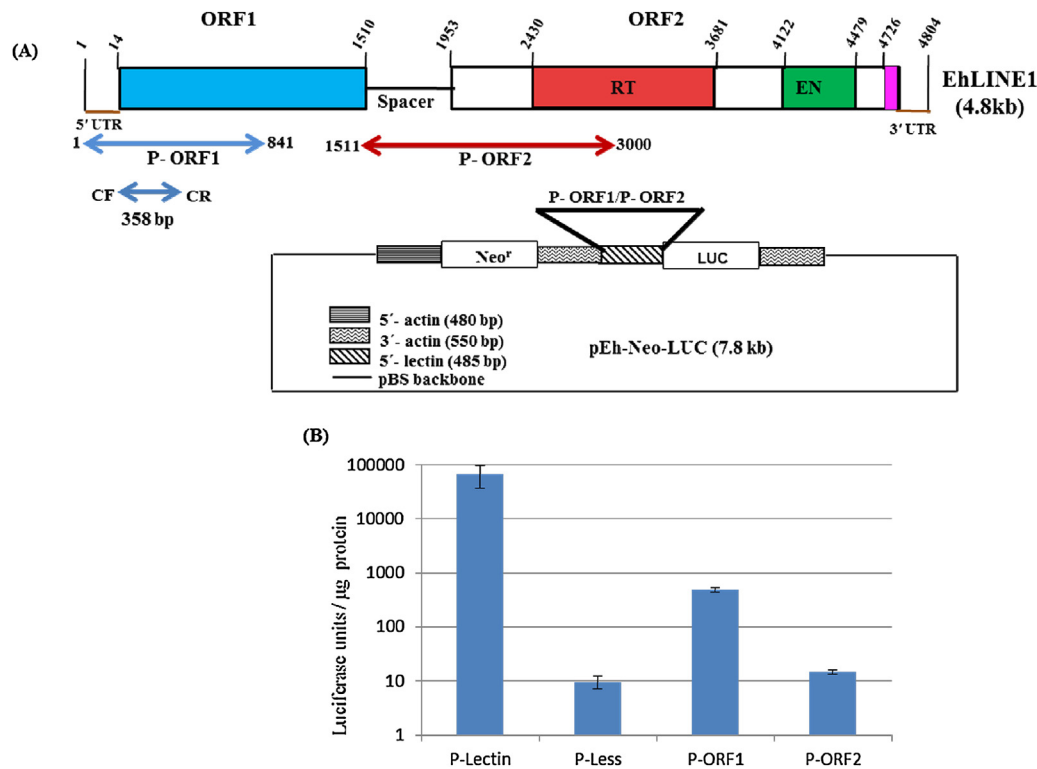 ORF1
ORF2
(A)
1
14
1510
1953
2430
3681
4122
4479
4726
4804
RT
EN
EhLINE1
(4.8kb)
Spacer
5' UTR
3' UTR
1
841
P- ORF1
1511
3000
P- ORF2
CF
CR
358 bp
P- ORF1/P- ORF2
Neoʳ
LUC
5´- actin (480 bp)
3´- actin (550 bp)
5´- lectin (485 bp)
pBS backbone
pEh-Neo-LUC (7.8 kb)
(B)
Luciferase units / µg protein
100000
10000
1000
100
10
1
P-Lectin
P-Less
P-ORF1
P-ORF2